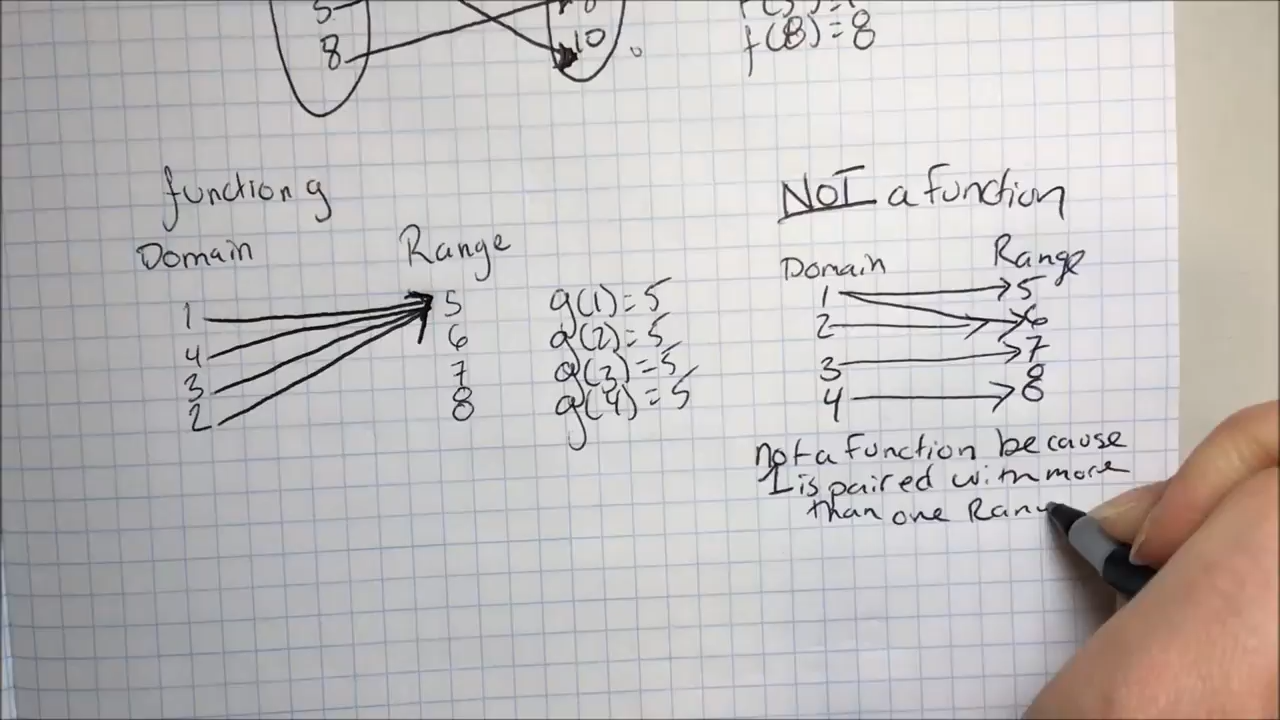 8
8
10
f(8)=8
function g
Domain
Range
1
4
3
2
5
6
7
8
g(1)=5
g(2)=5
g(3)=5
g(4)=5
NOT a function
Domain
Range
1
2
3
4
5
6
7
8
not a function because
1 is paired with more
than one Ran